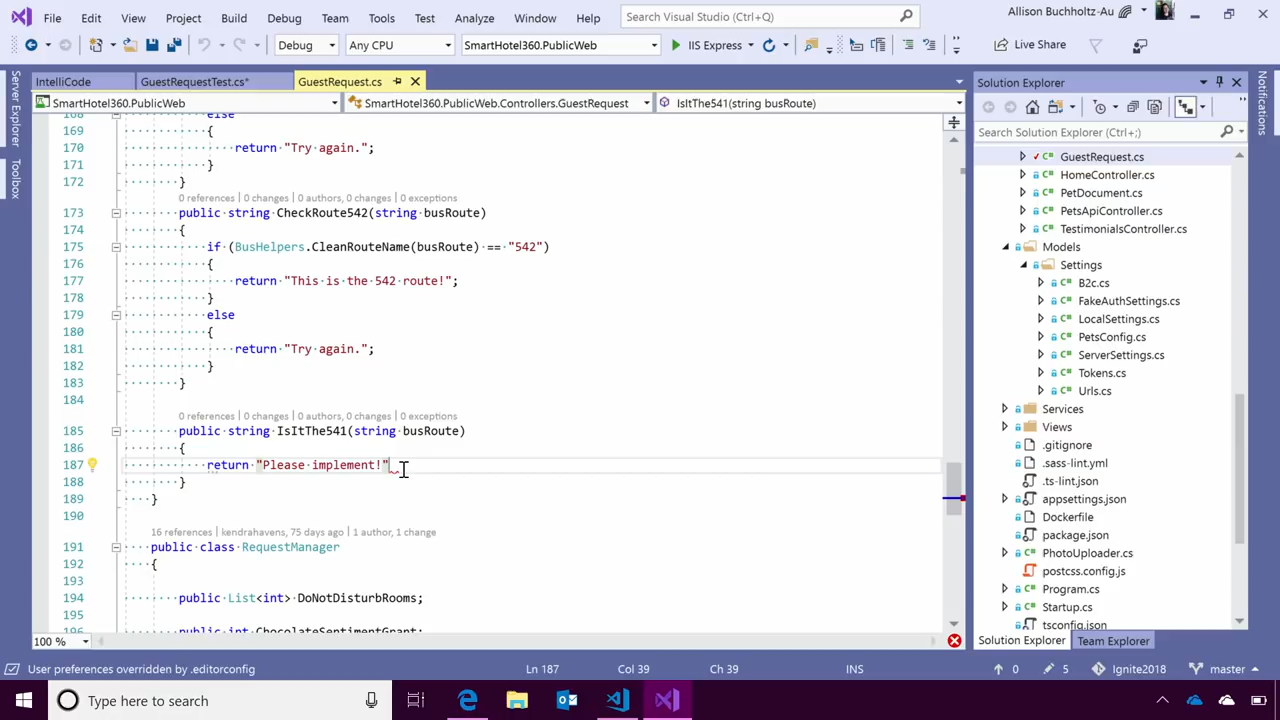 File Edit View Project Build Debug Team Tools Test Analyze Window Help Search Visual Studio (Ctrl+Q) Allison Buchholtz-Au
Debug Any CPU SmartHotel360.PublicWeb IIS Express Live Share
Server Explorer
Toolbox
IntelliCode GuestRequestTest.cs* GuestRequest.cs
SmartHotel360.PublicWeb SmartHotel360.PublicWeb.Controllers.GuestRequest IsItThe541(string busRoute)
168 else
169 {
170 return "Try again.";
171 }
172 }
0 references | 0 changes | 0 authors, 0 changes | 0 exceptions
173 public string CheckRoute542(string busRoute)
174 {
175 if (BusHelpers.CleanRouteName(busRoute) == "542")
176 {
177 return "This is the 542 route!";
178 }
179 else
180 {
181 return "Try again.";
182 }
183 }
184
0 references | 0 changes | 0 authors, 0 changes | 0 exceptions
185 public string IsItThe541(string busRoute)
186 {
187 return "Please implement!"
188 }
189 }
190
16 references | kendrahavens, 75 days ago | 1 author, 1 change
191 public class RequestManager
192 {
193
194 public List<int> DoNotDisturbRooms;
195
196 public int ChocolateSentimentGrant;
100 %
Solution Explorer
Search Solution Explorer (Ctrl+;)
C# GuestRequest.cs
C# HomeController.cs
C# PetDocument.cs
C# PetsApiController.cs
C# TestimonialsController.cs
Models
Settings
C# B2c.cs
C# FakeAuthSettings.cs
C# LocalSettings.cs
C# PetsConfig.cs
C# ServerSettings.cs
C# Tokens.cs
C# Urls.cs
Services
Views
.gitignore
.sass-lint.yml
.ts-lint.json
appsettings.json
Dockerfile
package.json
C# PhotoUploader.cs
postcss.config.js
C# Program.cs
C# Startup.cs
tsconfig.json
Solution Explorer Team Explorer
Notifications
User preferences overridden by .editorconfig Ln 187 Col 39 Ch 39 INS 0 5 Ignite2018 master
Type here to search